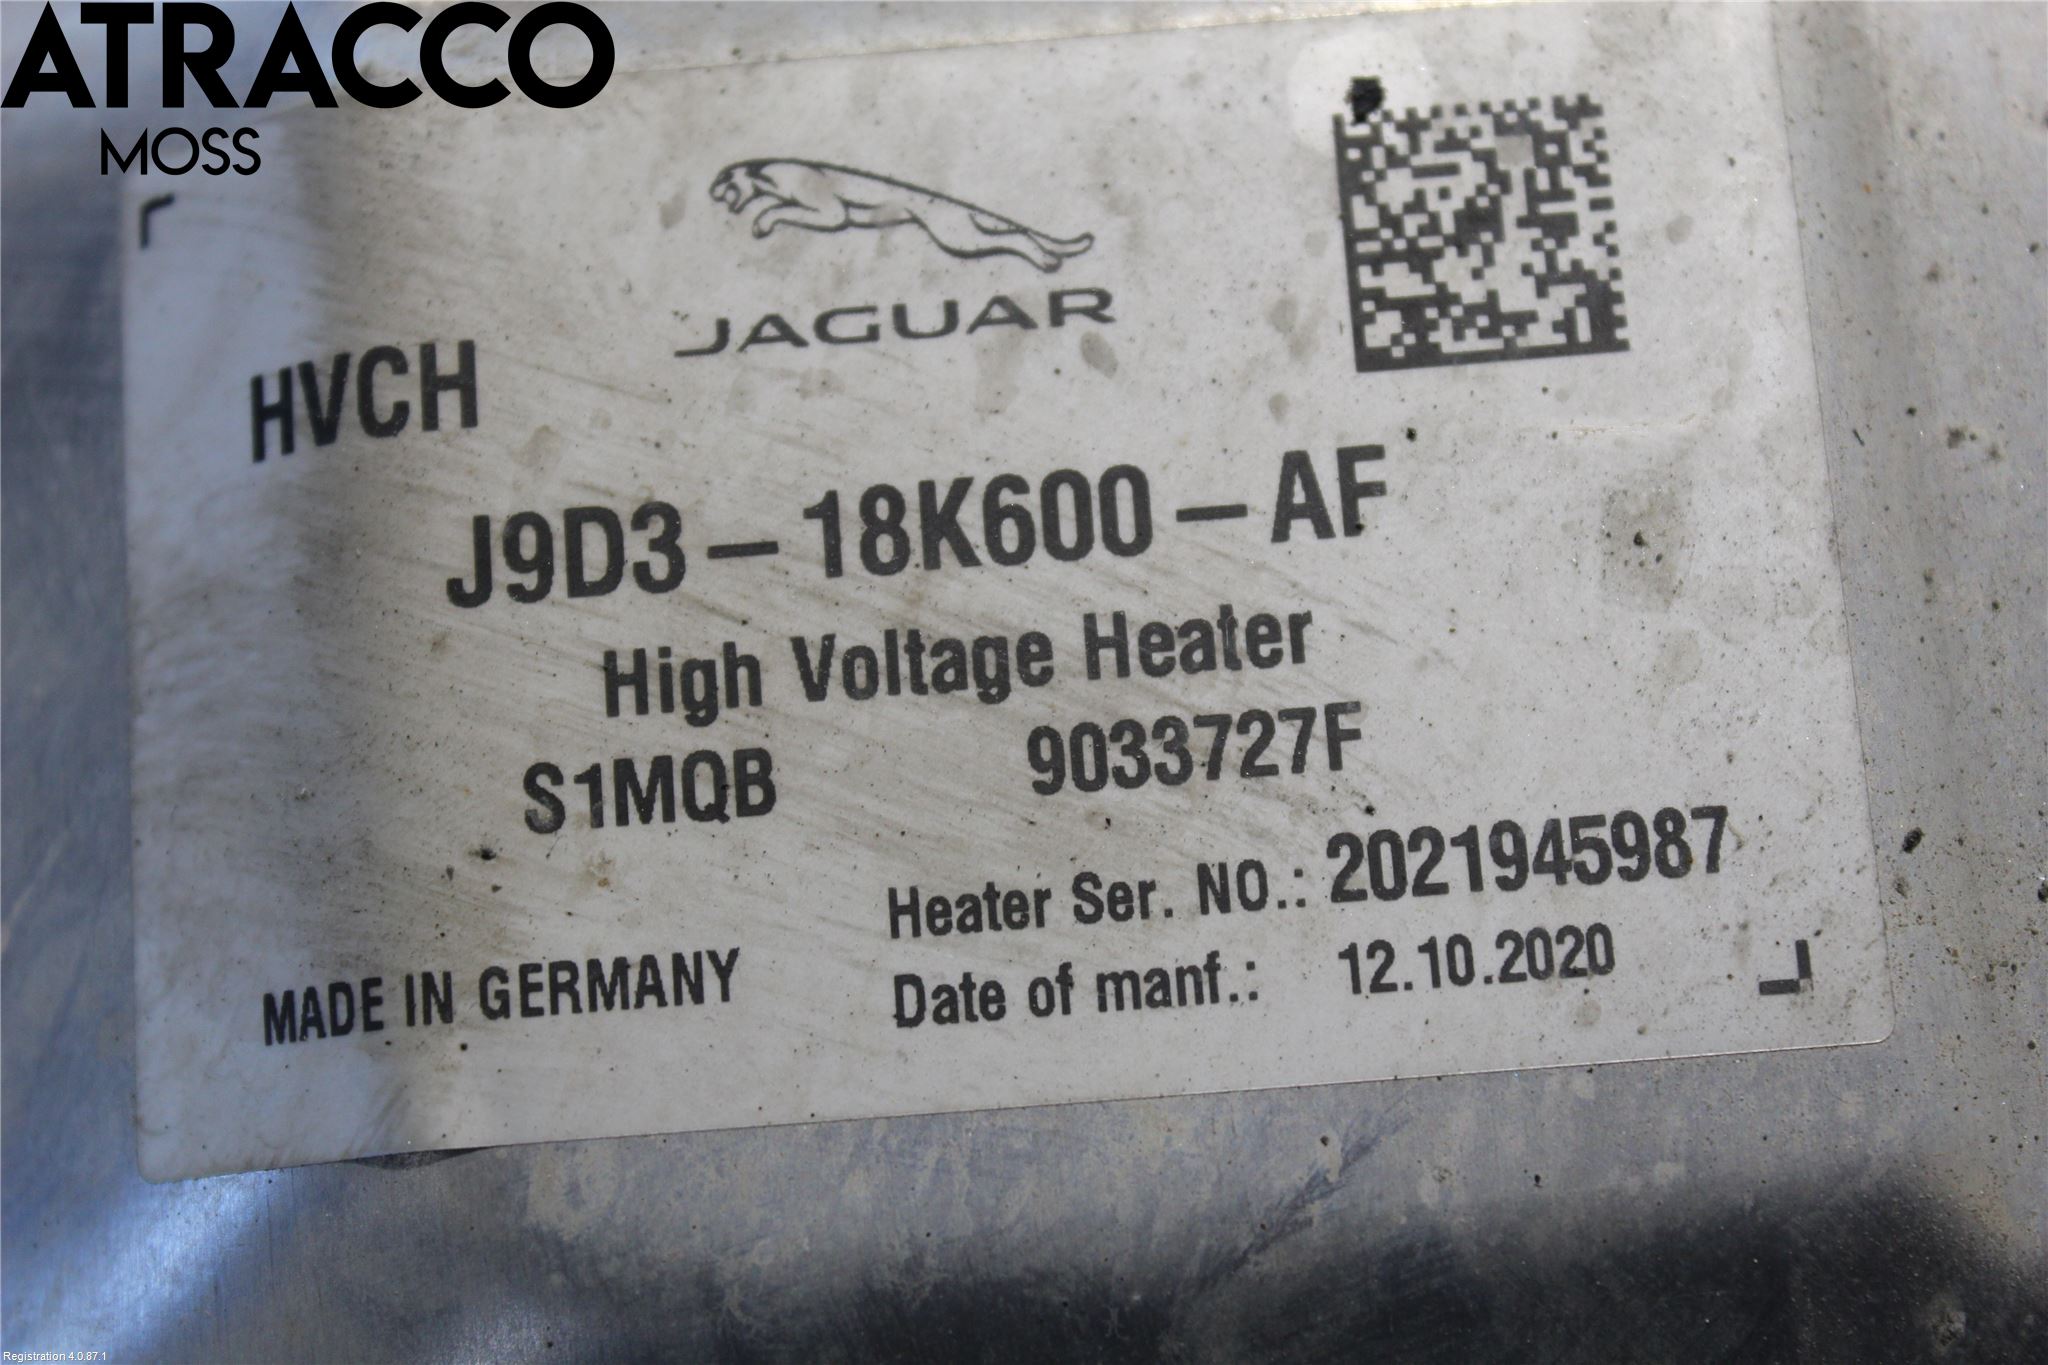 ATRACCO
MOSS
JAGUAR
HVCH
J9D3-18K600-AF
High Voltage Heater
S1MQB 9033727F
Heater Ser. NO.: 2021945987
MADE IN GERMANY Date of manf.: 12.10.2020
Registration 4.0.87.1